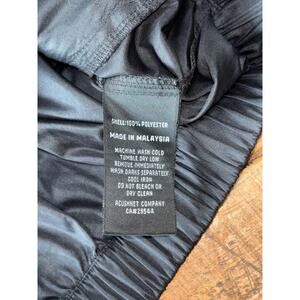 SHELL:100% POLYESTER
MADE IN MALAYSIA
MACHINE WASH COLD
TUMBLE DRY LOW
REMOVE IMMEDIATELY
WASH DARKS SEPARATELY
COOL IRON
DO NOT BLEACH OR
DRY CLEAN
ACUSHNET COMPANY
CA#2954A